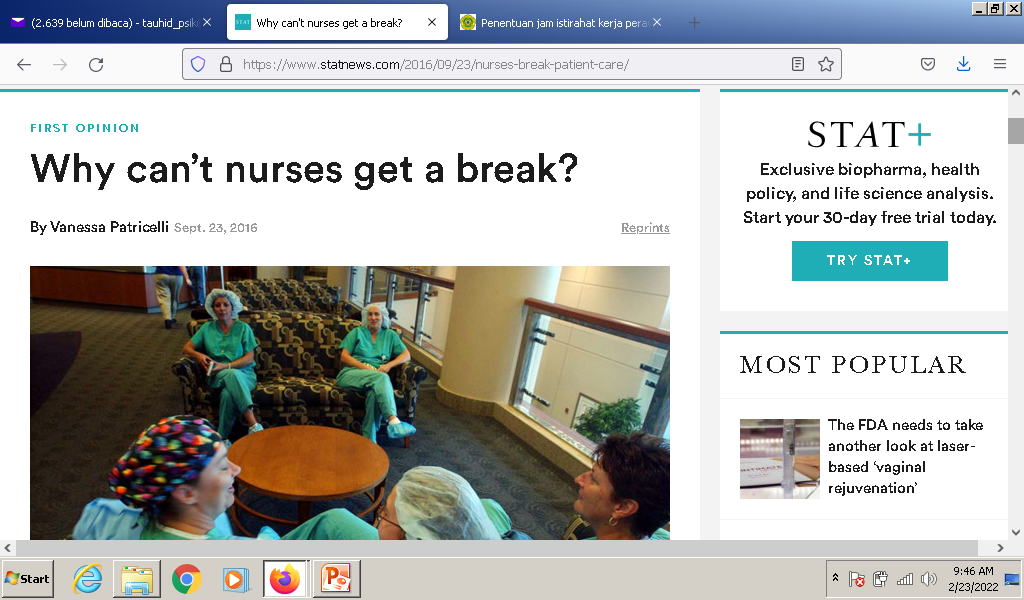 (2.639 belum dibaca) - tauhid_psik
Why can't nurses get a break?
Penentuan jam istirahat kerja pera
https://www.statnews.com/2016/09/23/nurses-break-patient-care/
FIRST OPINION
Why can't nurses get a break?
By Vanessa Patricelli Sept. 23, 2016
Reprints
STAT+
Exclusive biopharma, health
policy, and life science analysis.
Start your 30-day free trial today.
TRY STAT+
MOST POPULAR
The FDA needs to take
another look at laser-
based ‘vaginal
rejuvenation’
Start
9:46 AM
2/23/2022